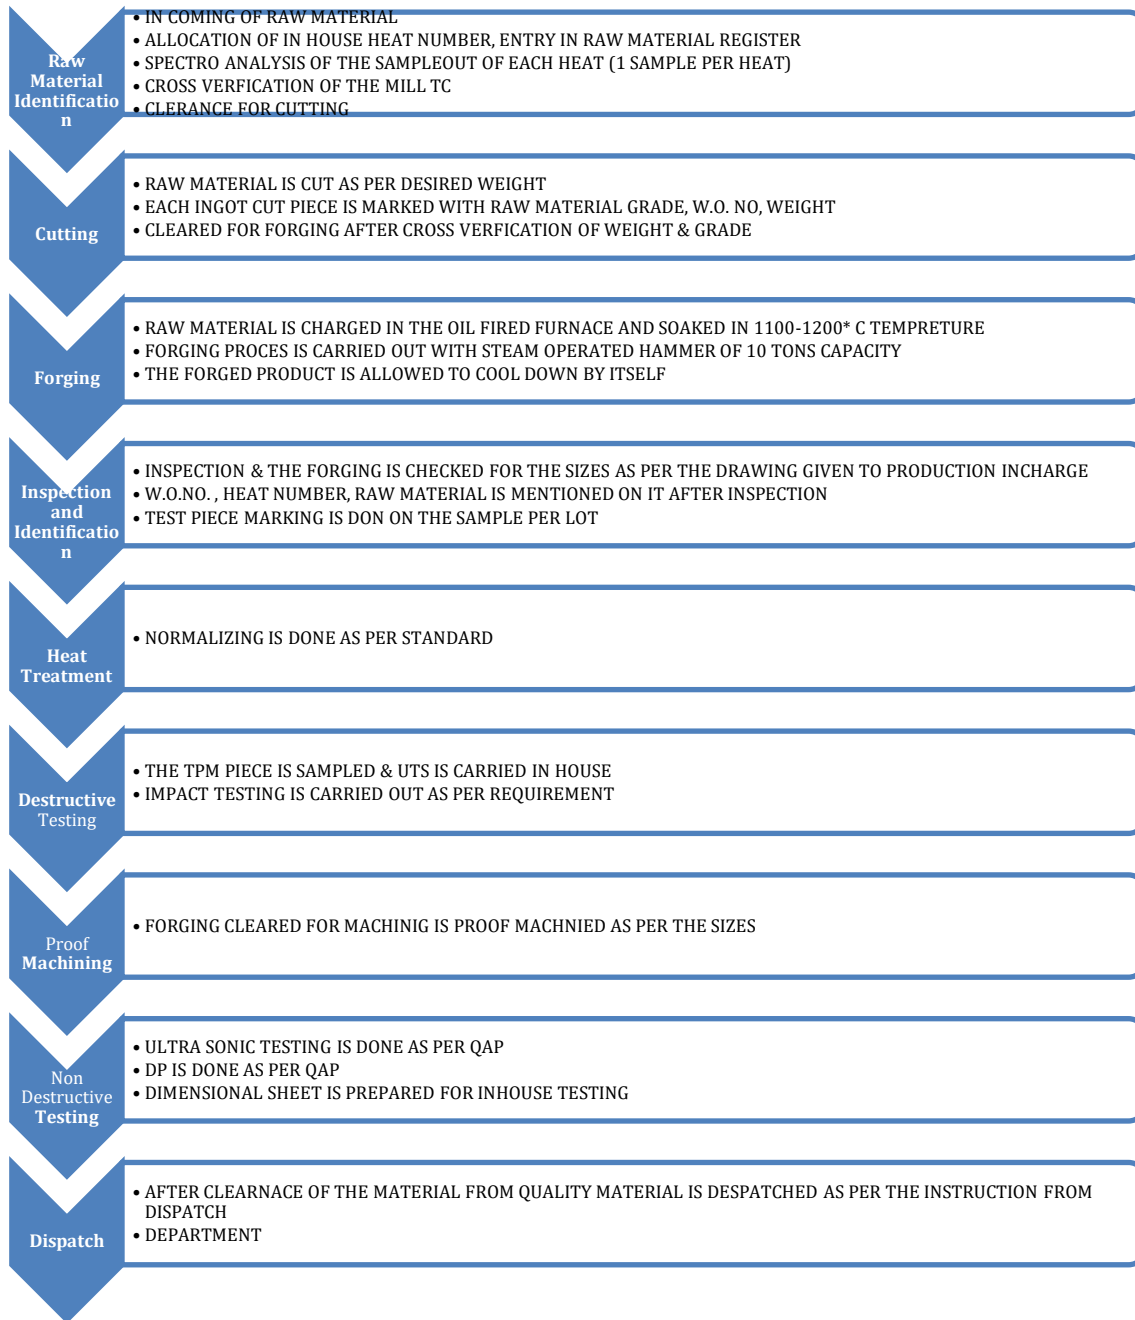 Raw
Material
Identificatio
n
• IN COMING OF RAW MATERIAL
• ALLOCATION OF IN HOUSE HEAT NUMBER, ENTRY IN RAW MATERIAL REGISTER
• SPECTRO ANALYSIS OF THE SAMPLEOUT OF EACH HEAT (1 SAMPLE PER HEAT)
• CROSS VERFICATION OF THE MILL TC
• CLERANCE FOR CUTTING
Cutting
• RAW MATERIAL IS CUT AS PER DESIRED WEIGHT
• EACH INGOT CUT PIECE IS MARKED WITH RAW MATERIAL GRADE, W.O. NO, WEIGHT
• CLEARED FOR FORGING AFTER CROSS VERFICATION OF WEIGHT & GRADE
Forging
• RAW MATERIAL IS CHARGED IN THE OIL FIRED FURNACE AND SOAKED IN 1100-1200* C TEMPRETURE
• FORGING PROCES IS CARRIED OUT WITH STEAM OPERATED HAMMER OF 10 TONS CAPACITY
• THE FORGED PRODUCT IS ALLOWED TO COOL DOWN BY ITSELF
Inspection
and
Identificatio
n
• INSPECTION & THE FORGING IS CHECKED FOR THE SIZES AS PER THE DRAWING GIVEN TO PRODUCTION INCHARGE
• W.O.NO. , HEAT NUMBER, RAW MATERIAL IS MENTIONED ON IT AFTER INSPECTION
• TEST PIECE MARKING IS DON ON THE SAMPLE PER LOT
Heat
Treatment
• NORMALIZING IS DONE AS PER STANDARD
Destructive
Testing
• THE TPM PIECE IS SAMPLED & UTS IS CARRIED IN HOUSE
• IMPACT TESTING IS CARRIED OUT AS PER REQUIREMENT
Proof
Machining
• FORGING CLEARED FOR MACHINIG IS PROOF MACHNIED AS PER THE SIZES
Non
Destructive
Testing
• ULTRA SONIC TESTING IS DONE AS PER QAP
• DP IS DONE AS PER QAP
• DIMENSIONAL SHEET IS PREPARED FOR INHOUSE TESTING
Dispatch
• AFTER CLEARNACE OF THE MATERIAL FROM QUALITY MATERIAL IS DESPATCHED AS PER THE INSTRUCTION FROM
DISPATCH
• DEPARTMENT